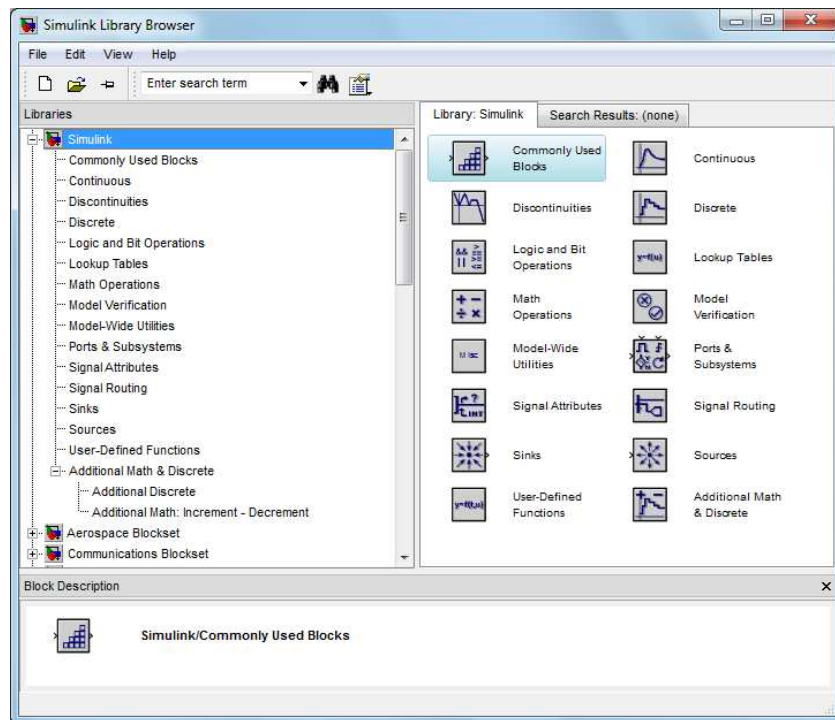 Simulink Library Browser
File Edit View Help
Enter search term
Libraries
Library: Simulink Search Results: (none)
Simulink
Commonly Used Blocks
Continuous
Discontinuities
Discrete
Logic and Bit Operations
Lookup Tables
Math Operations
Model Verification
Model-Wide Utilities
Ports & Subsystems
Signal Attributes
Signal Routing
Sinks
Sources
User-Defined Functions
Additional Math & Discrete
Additional Discrete
Additional Math: Increment - Decrement
Aerospace Blockset
Communications Blockset
Commonly Used
Blocks
Continuous
Discontinuities
Discrete
Logic and Bit
Operations
y=f(u)
Lookup Tables
Math
Operations
Model
Verification
Misc
Model-Wide
Utilities
Ports &
Subsystems
Signal Attributes
Signal Routing
Sinks
Sources
y=f(t,u)
User-Defined
Functions
Additional Math
& Discrete
Block Description
Simulink/Commonly Used Blocks